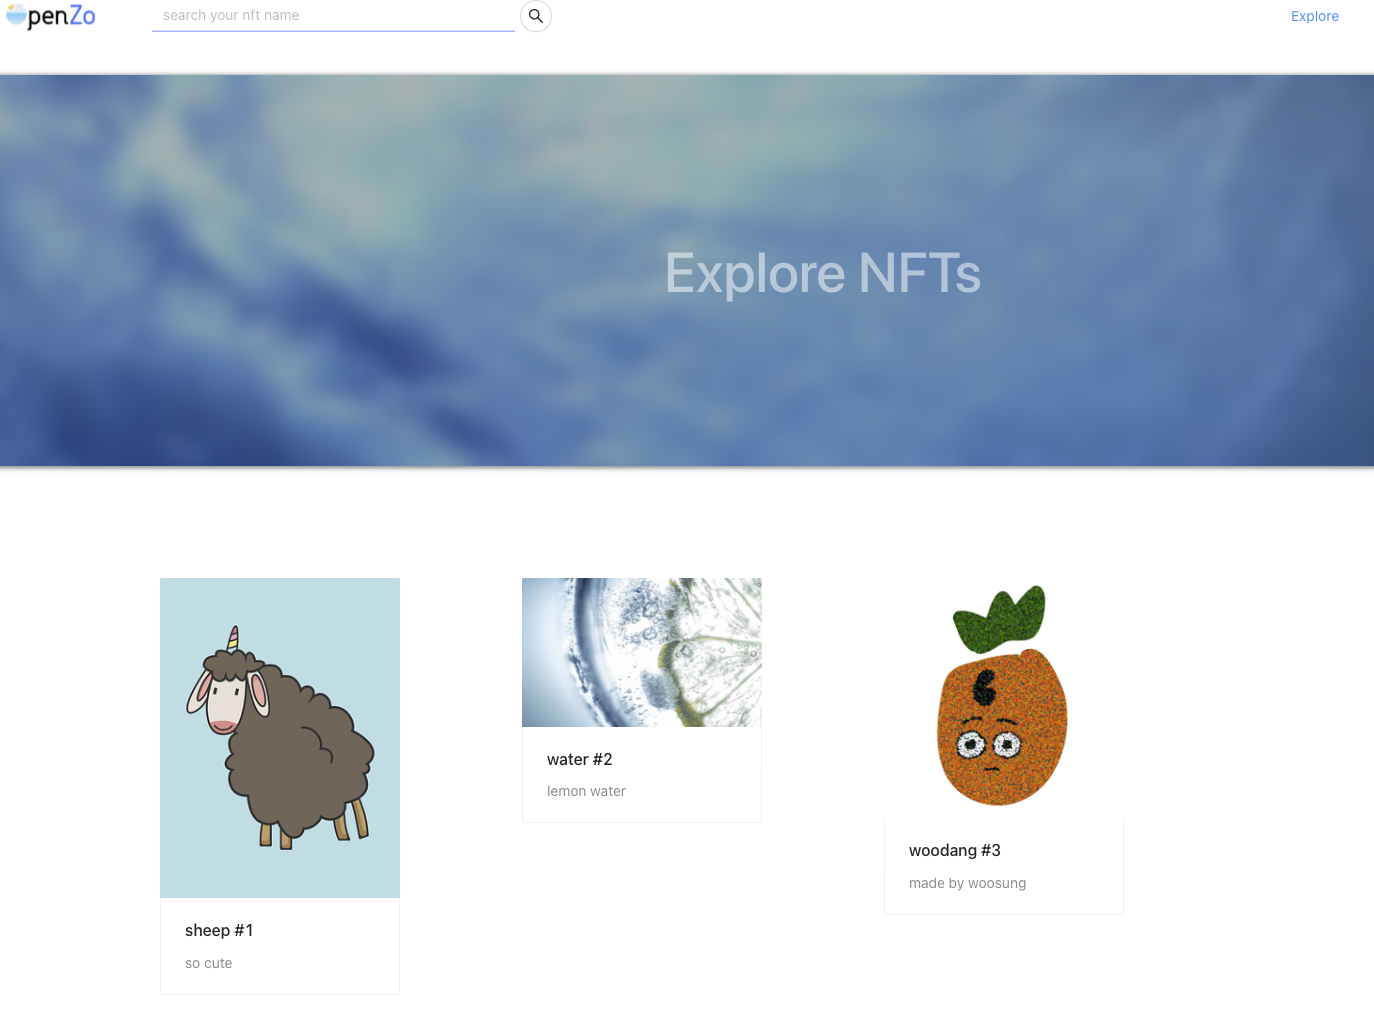 OpenZo
search your nft name
Explore
Explore NFTs
sheep #1
so cute
water #2
lemon water
woodang #3
made by woosung